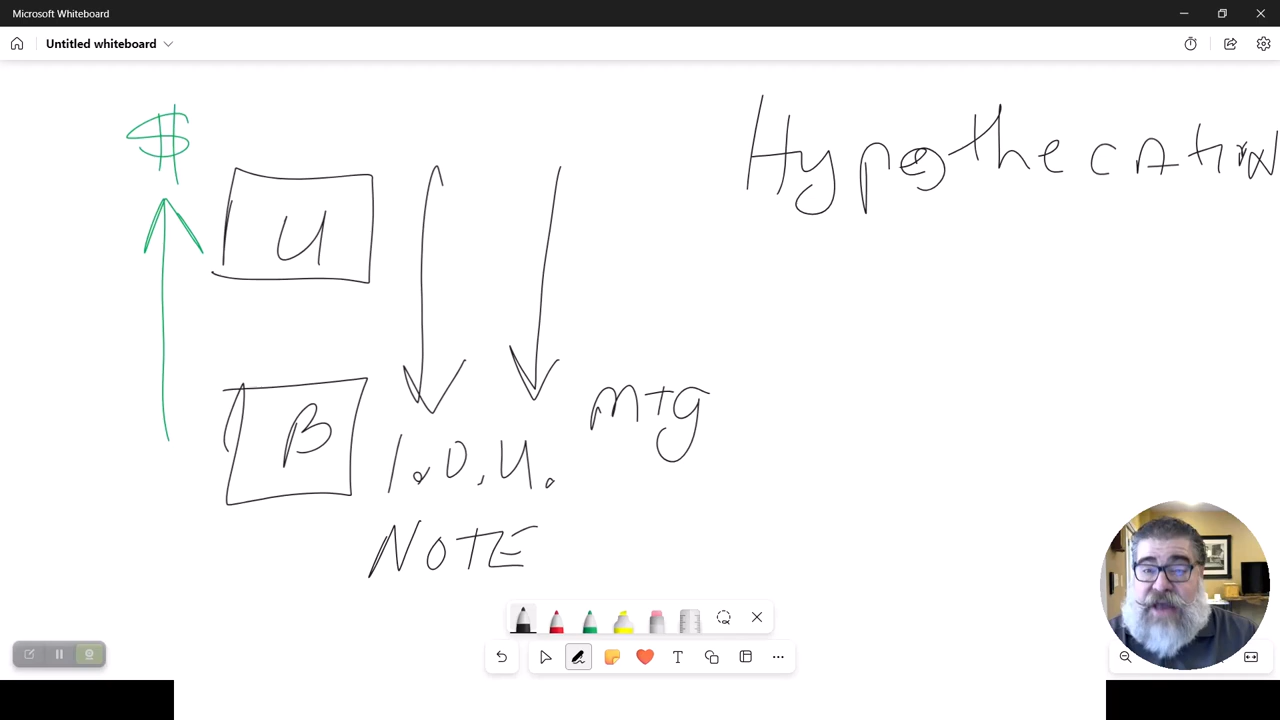 Microsoft Whiteboard
Untitled whiteboard
$
Hypothecation
U
B
mtg
I.O.U.
NOTE
T